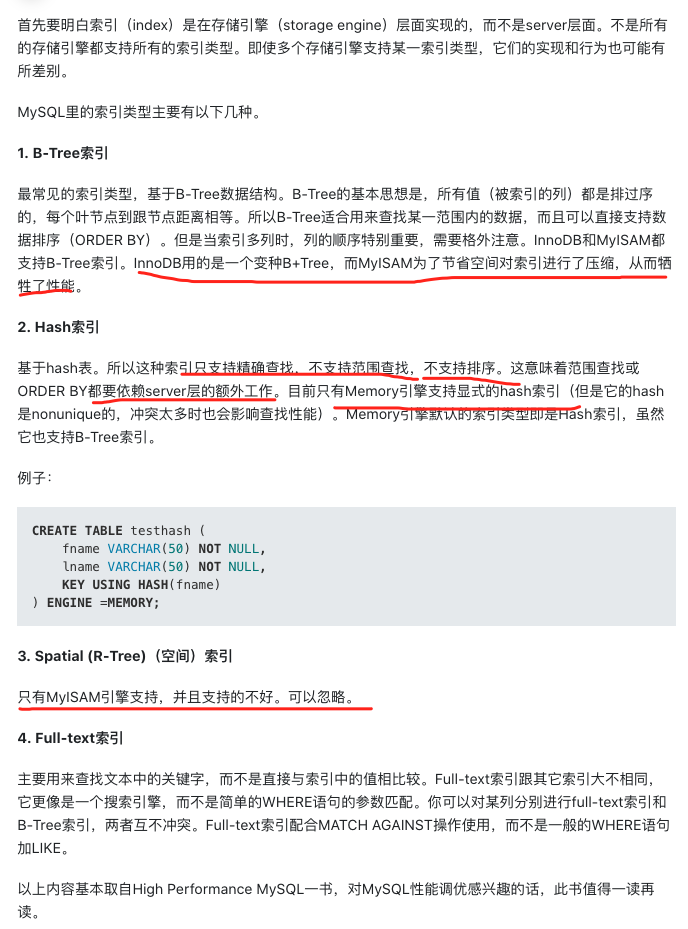 首先要明白索引（index）是在存储引擎（storage engine）层面实现的，而不是server层面。不是所有
的存储引擎都支持所有的索引类型。即使多个存储引擎支持某一索引类型，它们的实现和行为也可能有
所差别。
MySQL里的索引类型主要有以下几种。
1. B-Tree索引
最常见的索引类型，基于B-Tree数据结构。B-Tree的基本思想是，所有值（被索引的列）都是排过序
的，每个叶节点到跟节点距离相等。所以B-Tree适合用来查找某一范围内的数据，而且可以直接支持数
据排序（ORDER BY）。但是当索引多列时，列的顺序特别重要，需要格外注意。InnoDB和MyISAM都
支持B-Tree索引。InnoDB用的是一个变种B+Tree，而MyISAM为了节省空间对索引进行了压缩，从而牺
牲了性能。
2. Hash索引
基于hash表。所以这种索引只支持精确查找，不支持范围查找，不支持排序。这意味着范围查找或
ORDER BY都要依赖server层的额外工作。目前只有Memory引擎支持显式的hash索引（但是它的hash
是nonunique的，冲突太多时也会影响查找性能）。Memory引擎默认的索引类型即是Hash索引，虽然
它也支持B-Tree索引。
例子：
CREATE TABLE testhash (
    fname VARCHAR(50) NOT NULL,
    lname VARCHAR(50) NOT NULL,
    KEY USING HASH(fname)
) ENGINE =MEMORY;
3. Spatial (R-Tree)（空间）索引
只有MyISAM引擎支持，并且支持的不好。可以忽略。
4. Full-text索引
主要用来查找文本中的关键字，而不是直接与索引中的值相比较。Full-text索引跟其它索引大不相同，
它更像是一个搜索引擎，而不是简单的WHERE语句的参数匹配。你可以对某列分别进行full-text索引和
B-Tree索引，两者互不冲突。Full-text索引配合MATCH AGAINST操作使用，而不是一般的WHERE语句
加LIKE。
以上内容基本取自High Performance MySQL一书，对MySQL性能调优感兴趣的话，此书值得一读再
读。